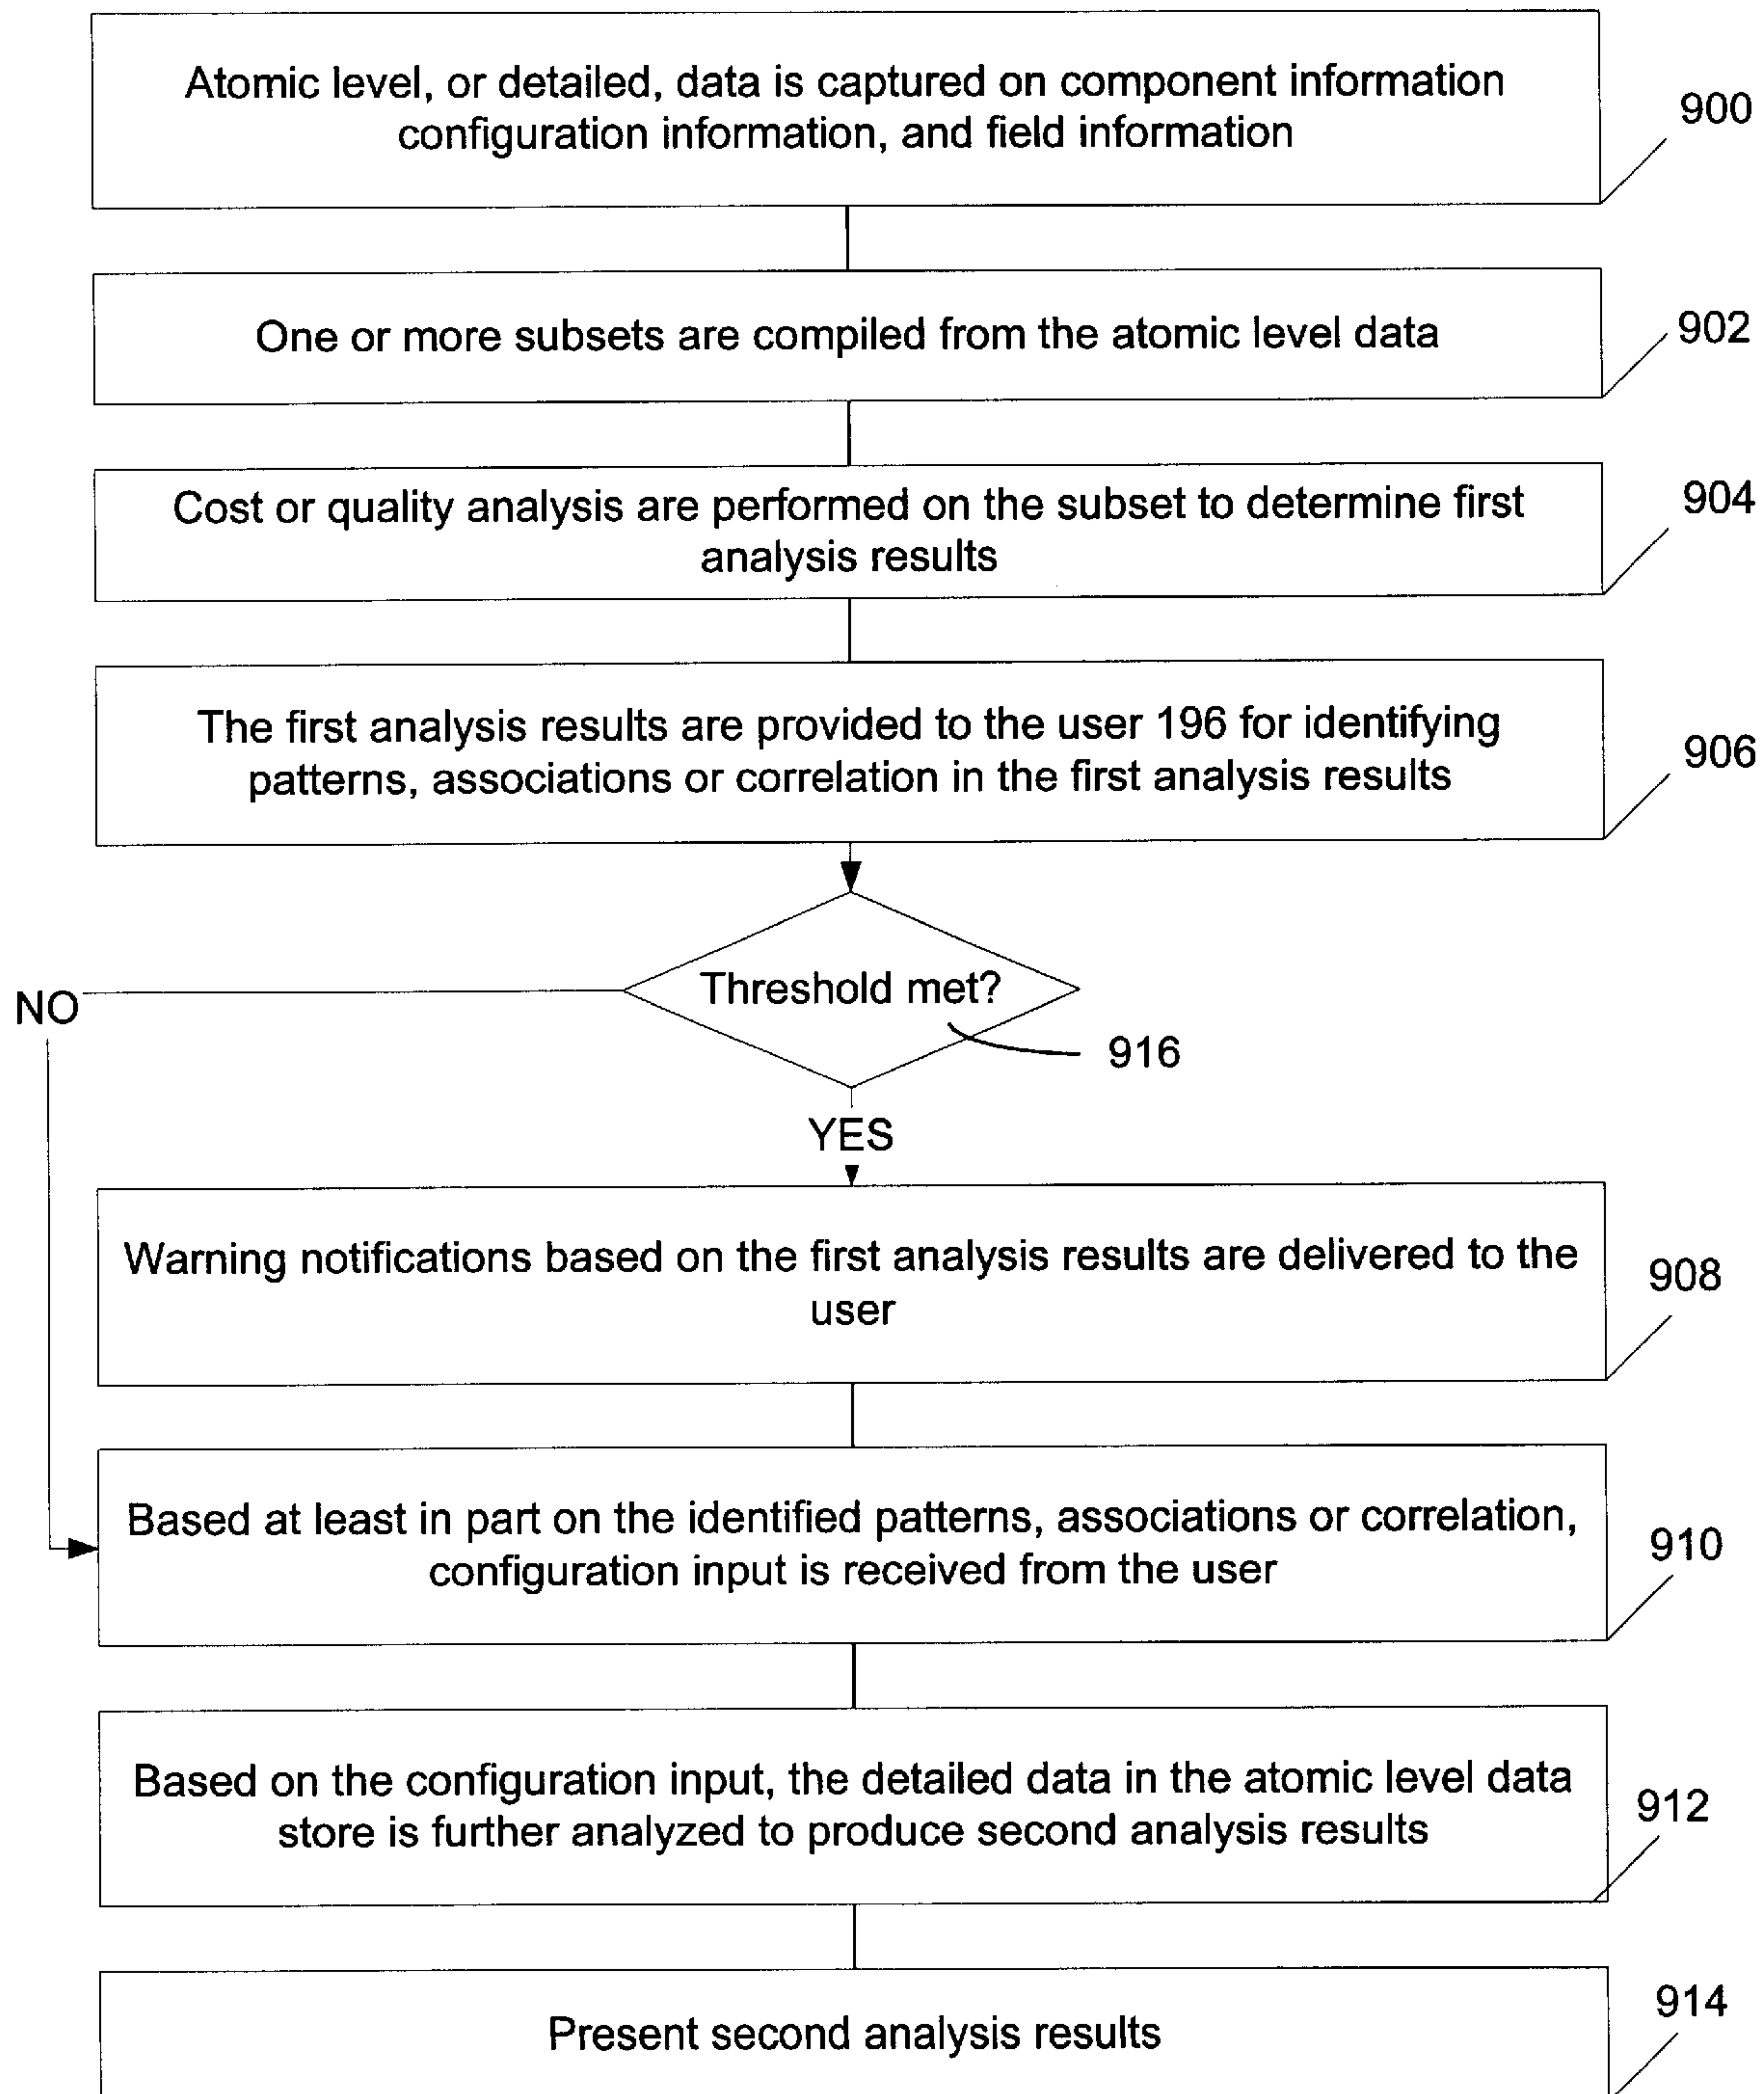 Atomic level, or detailed, data is captured on component information
configuration information, and field information
900
One or more subsets are compiled from the atomic level data
902
Cost or quality analysis are performed on the subset to determine first
analysis results
904
The first analysis results are provided to the user 196 for identifying
patterns, associations or correlation in the first analysis results
906
Threshold met?
NO
916
YES
Warning notifications based on the first analysis results are delivered to the
user
908
Based at least in part on the identified patterns, associations or correlation,
configuration input is received from the user
910
Based on the configuration input, the detailed data in the atomic level data
store is further analyzed to produce second analysis results
912
Present second analysis results
914